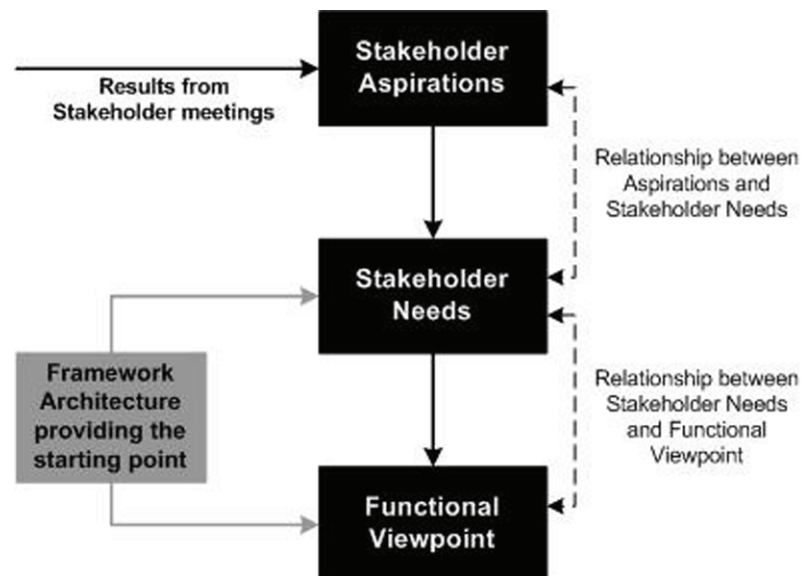 Stakeholder
Aspirations
Results from
Stakeholder meetings
Relationship between
Aspirations and
Stakeholder Needs
Stakeholder
Needs
Framework
Architecture
providing the
starting point
Relationship between
Stakeholder Needs
and Functional
Viewpoint
Functional
Viewpoint